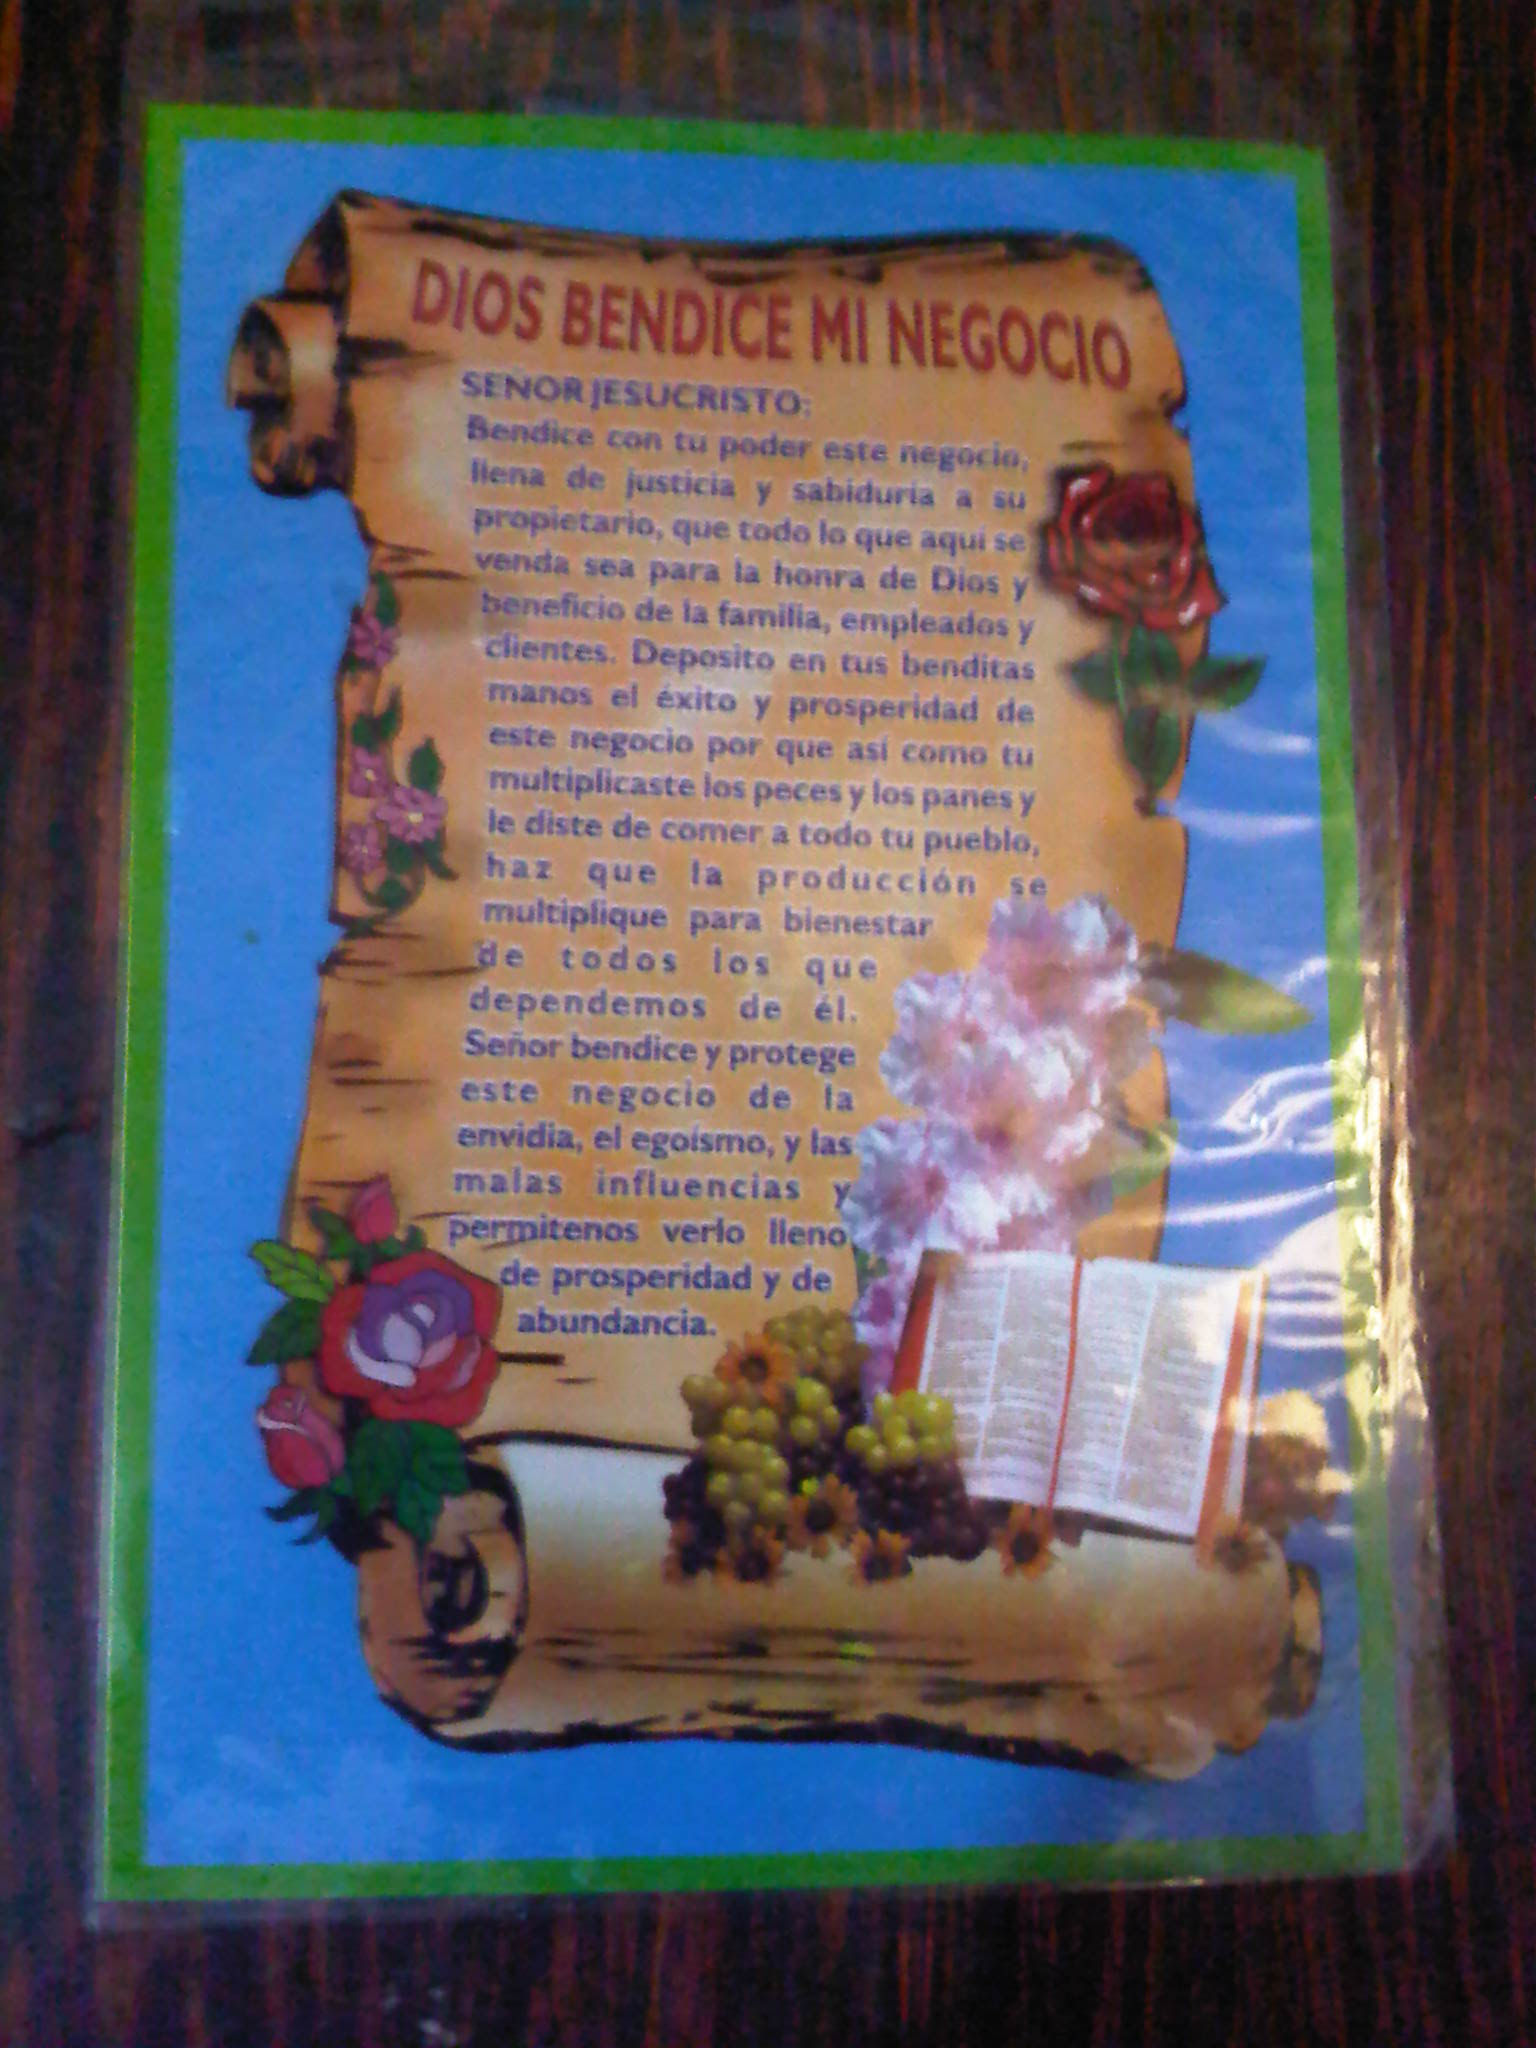 DIOS BENDICE MI NEGOCIO
SEÑOR JESUCRISTO:
Bendice con tu poder este negocio,
llena de justicia y sabiduría a su
propietario, que todo lo que aquí se
venda sea para la honra de Dios y
beneficio de la familia, empleados y
clientes. Deposito en tus benditas
manos el éxito y prosperidad de
este negocio por que así como tu
multiplicaste los peces y los panes y
le diste de comer a todo tu pueblo,
haz que la producción se
multiplique para bienestar
de todos los que
dependemos de él.
Señor bendice y protege
este negocio de la
envidia, el egoísmo, y las
malas influencias y
permitenos verlo lleno
de prosperidad y de
abundancia.